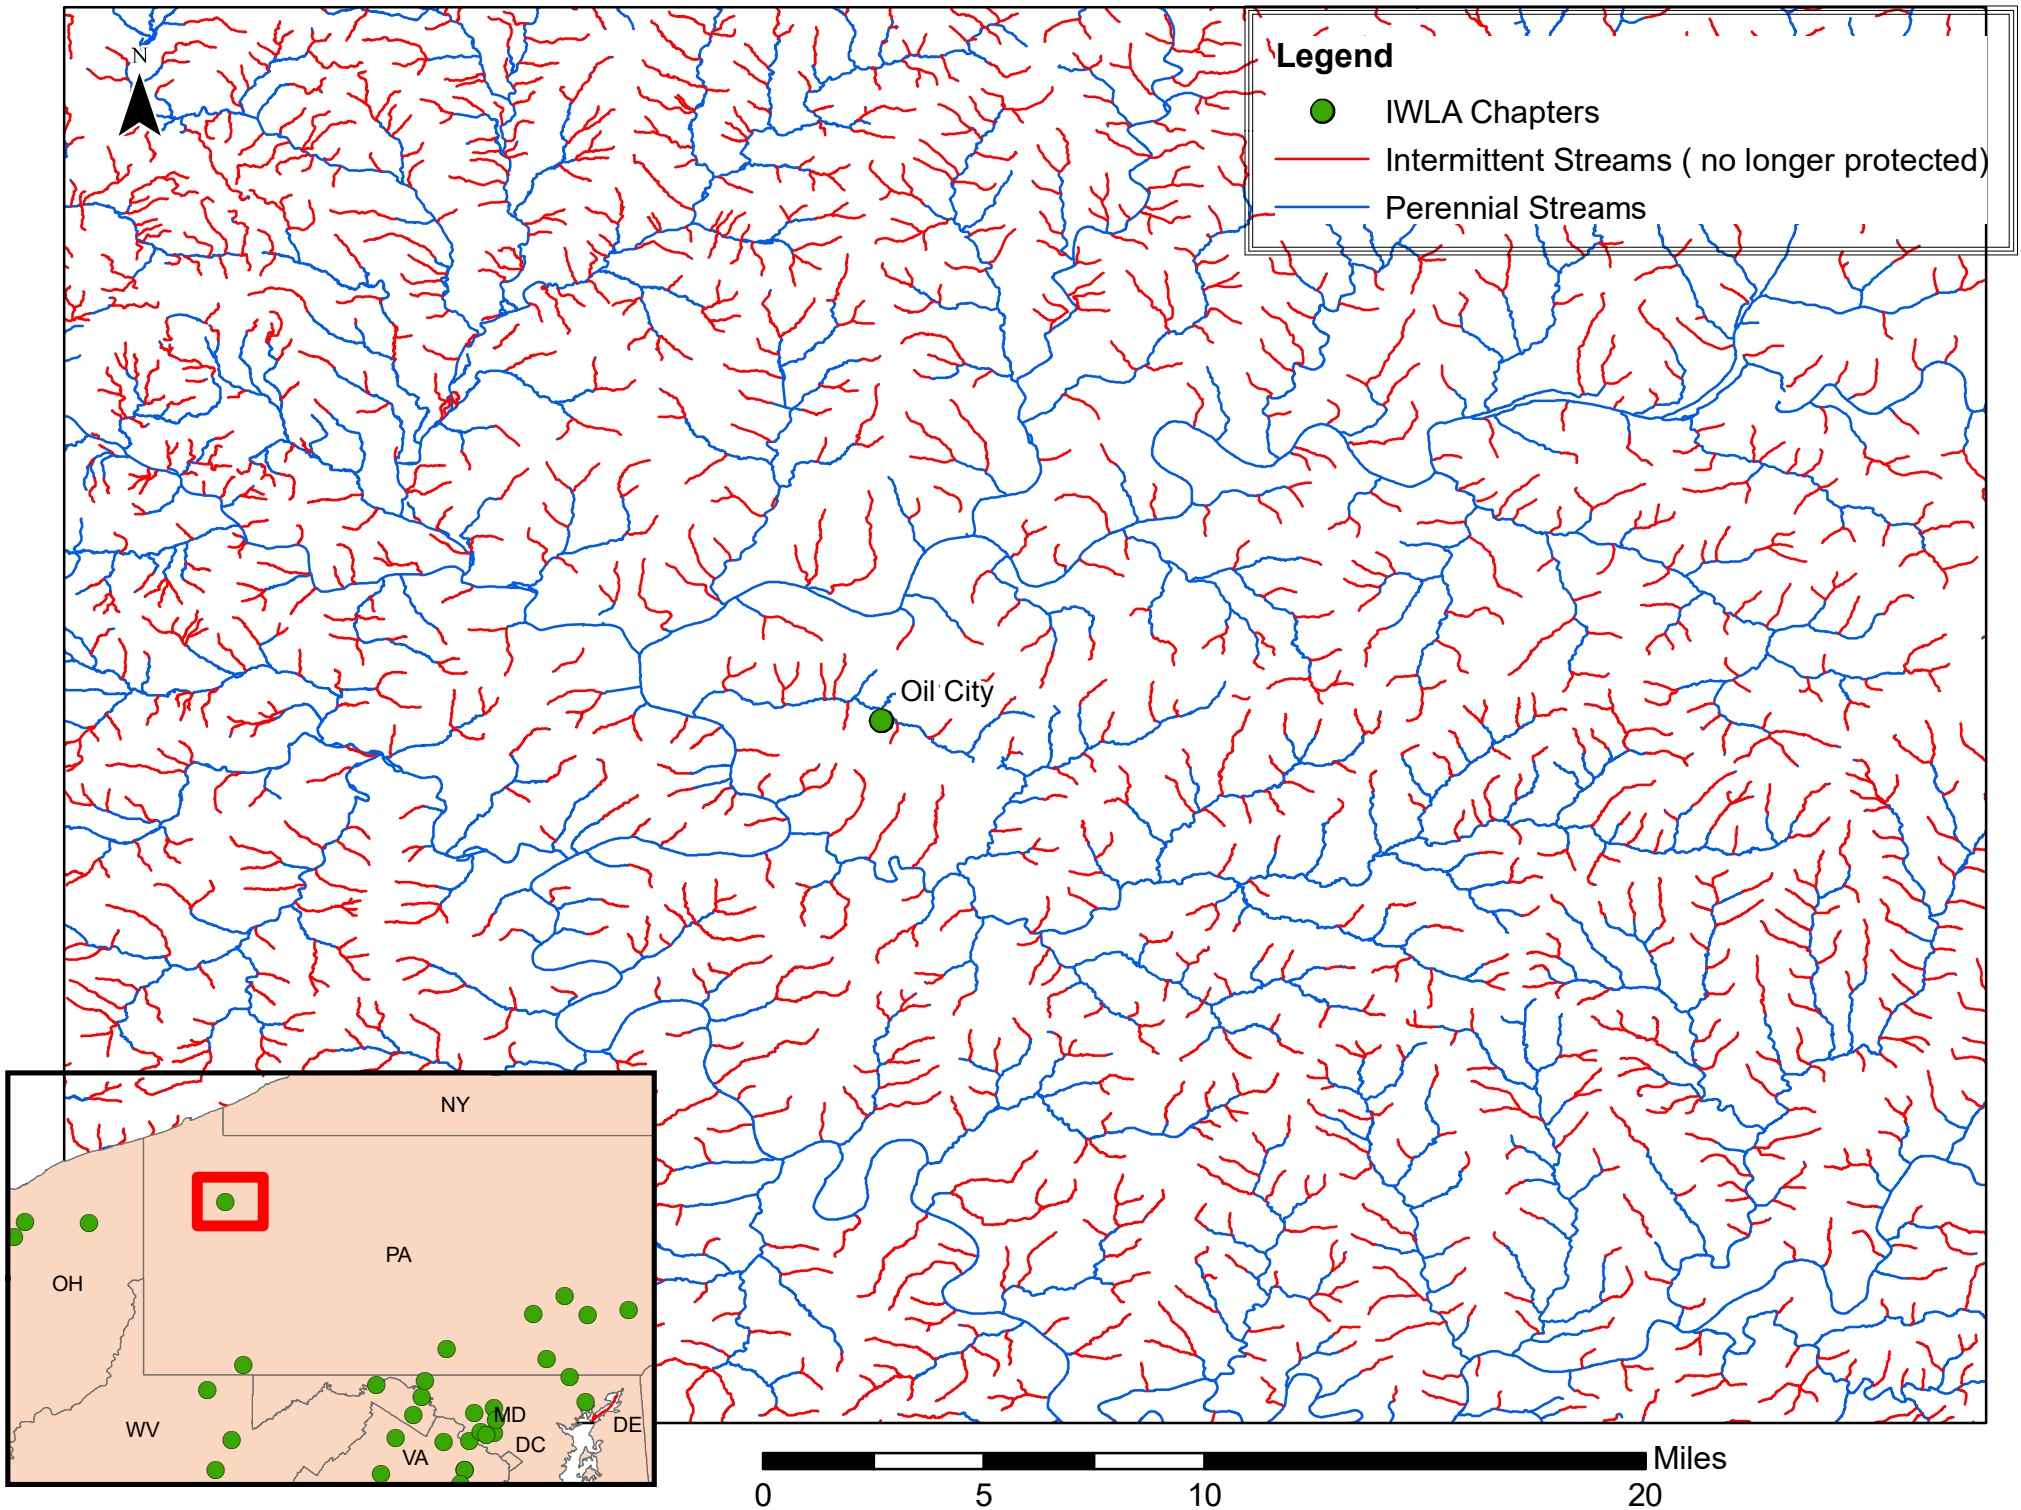 N
Legend
IWLA Chapters
Intermittent Streams ( no longer protected)
Perennial Streams
Oil City
NY
PA
OH
WV
MD
DE
VA
DC
Miles
0 5 10 20